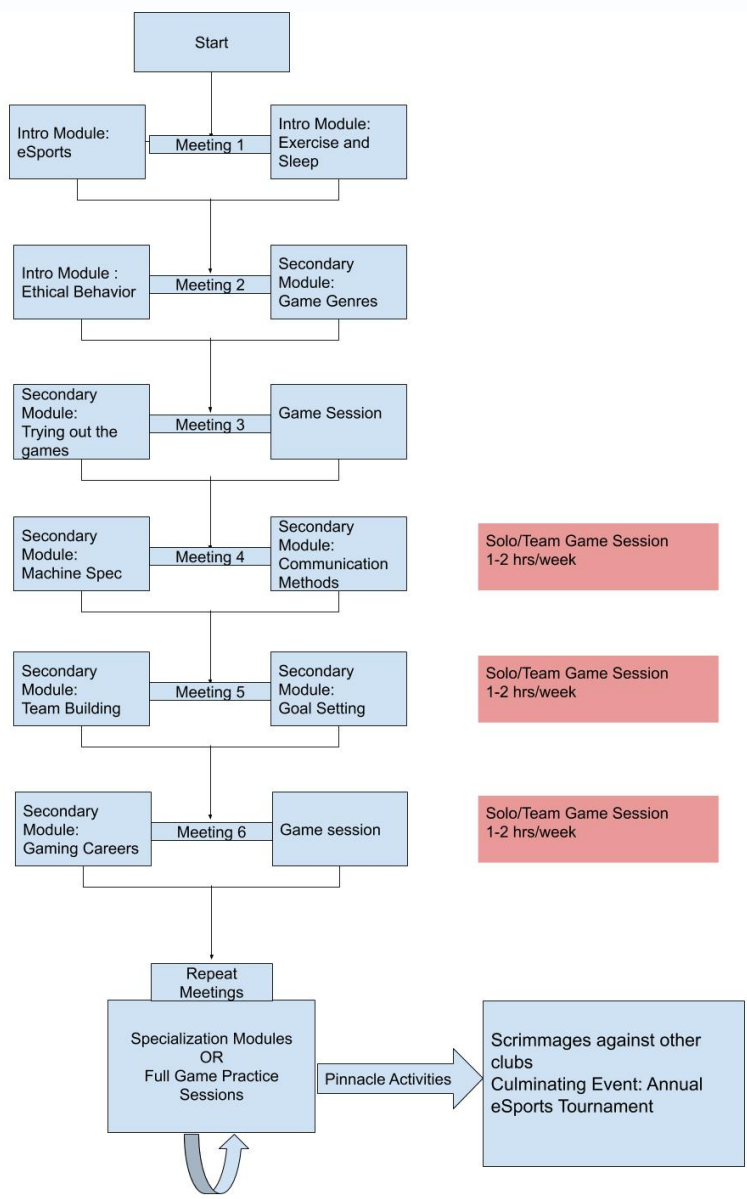 Start
Intro Module:
eSports
Meeting 1
Intro Module:
Exercise and
Sleep
Intro Module :
Ethical Behavior
Meeting 2
Secondary
Module:
Game Genres
Secondary
Module:
Trying out the
games
Meeting 3
Game Session
Secondary
Module:
Machine Spec
Meeting 4
Secondary
Module:
Communication
Methods
Solo/Team Game Session
1-2 hrs/week
Secondary
Module:
Team Building
Meeting 5
Secondary
Module:
Goal Setting
Solo/Team Game Session
1-2 hrs/week
Secondary
Module:
Gaming Careers
Meeting 6
Game session
Solo/Team Game Session
1-2 hrs/week
Repeat
Meetings
Specialization Modules
OR
Full Game Practice
Sessions
Pinnacle Activities
Scrimmages against other
clubs
Culminating Event: Annual
eSports Tournament